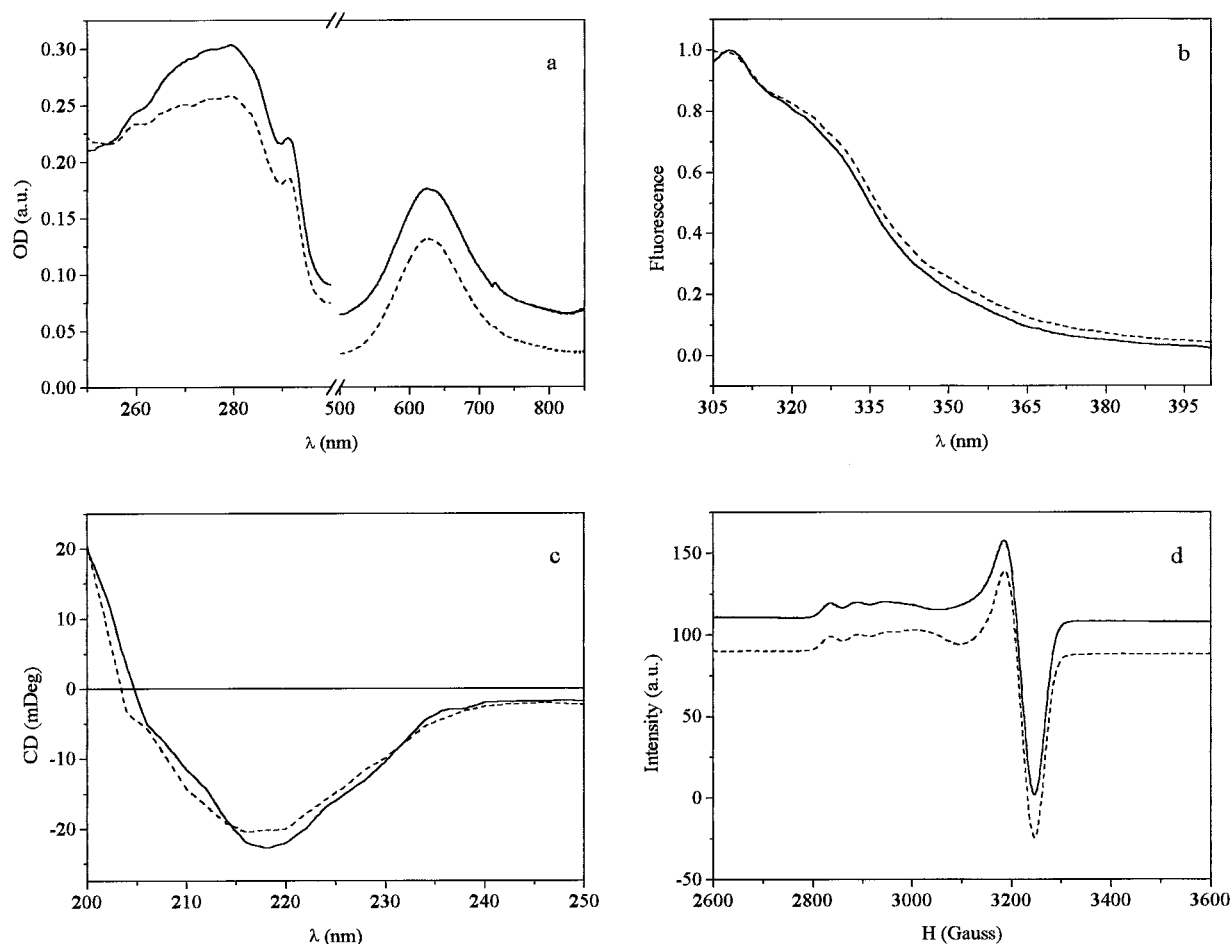 a
0.30
0.25
0.20
0.15
0.10
0.05
0.00
OD (a.u.)
260 280 500 600 700 800
λ (nm)
b
1.0
0.8
0.6
0.4
0.2
0.0
Fluorescence
305 320 335 350 365 380 395
λ (nm)
c
20
10
0
-10
-20
CD (mDeg)
200 210 220 230 240 250
λ (nm)
d
150
100
50
0
-50
Intensity (a.u.)
2600 2800 3000 3200 3400 3600
H (Gauss)